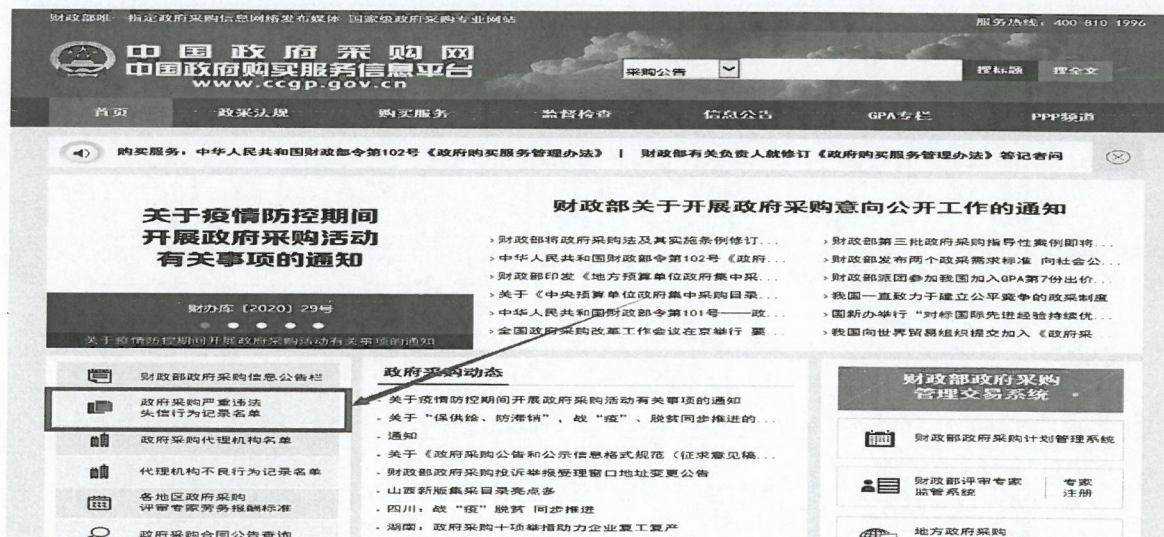 财政部唯一指定政府采购信息网络发布媒体 国家级政府采购专业网站
服务热线：400-810-1996
中国政府采购网
中国政府购买服务信息平台
www.ccgp.gov.cn
采购公告
搜标题
搜全文
首页
政采法规
购买服务
监督检查
信息公告
GPA专栏
PPP频道
购买服务：中华人民共和国财政部令第102号《政府购买服务管理办法》 | 财政部有关负责人就修订《政府购买服务管理办法》答记者问
关于疫情防控期间
开展政府采购活动
有关事项的通知
财办库〔2020〕29号
关于疫情防控期间开展政府采购活动有关事项的通知
财政部关于开展政府采购意向公开工作的通知
›财政部将政府采购法及其实施条例修订...
›中华人民共和国财政部令第102号《政府...
›财政部印发《地方预算单位政府集中采...
›关于《中央预算单位政府集中采购目录...
›中华人民共和国财政部令第101号——政...
›全国政府采购改革工作会议在京举行 要...
›财政部第三批政府采购指导性案例即将...
›财政部发布两个政府采购需求标准 向社会公...
›财政部派团参加我国加入GPA第7份出价...
›我国一直致力于建立公平竞争的政采制度
›国新办举行“对标国际先进经验持续优...
›我国向世界贸易组织提交加入《政府采...
财政部政府采购信息公告栏
政府采购严重违法
失信行为记录名单
政府采购代理机构名单
代理机构不良行为记录名单
各地区政府采购
评审专家劳务报酬标准
政府采购合同公告查询
政府采购动态
· 关于疫情防控期间开展政府采购活动有关事项的通知
· 关于“保供给、防滞销”，战“疫”、脱贫同步推进的...
· 通知
· 关于《政府采购公告和公示信息格式规范（征求意见稿...
· 财政部政府采购投诉举报受理窗口地址变更公告
· 山西新版集采目录亮点多
· 四川：战“疫”脱贫 同步推进
· 湖南：政府采购十项举措助力企业复工复产
财政部政府采购
管理交易系统
财政部政府采购计划管理系统
财政部评审专家
监管系统
专家
注册
地方政府采购